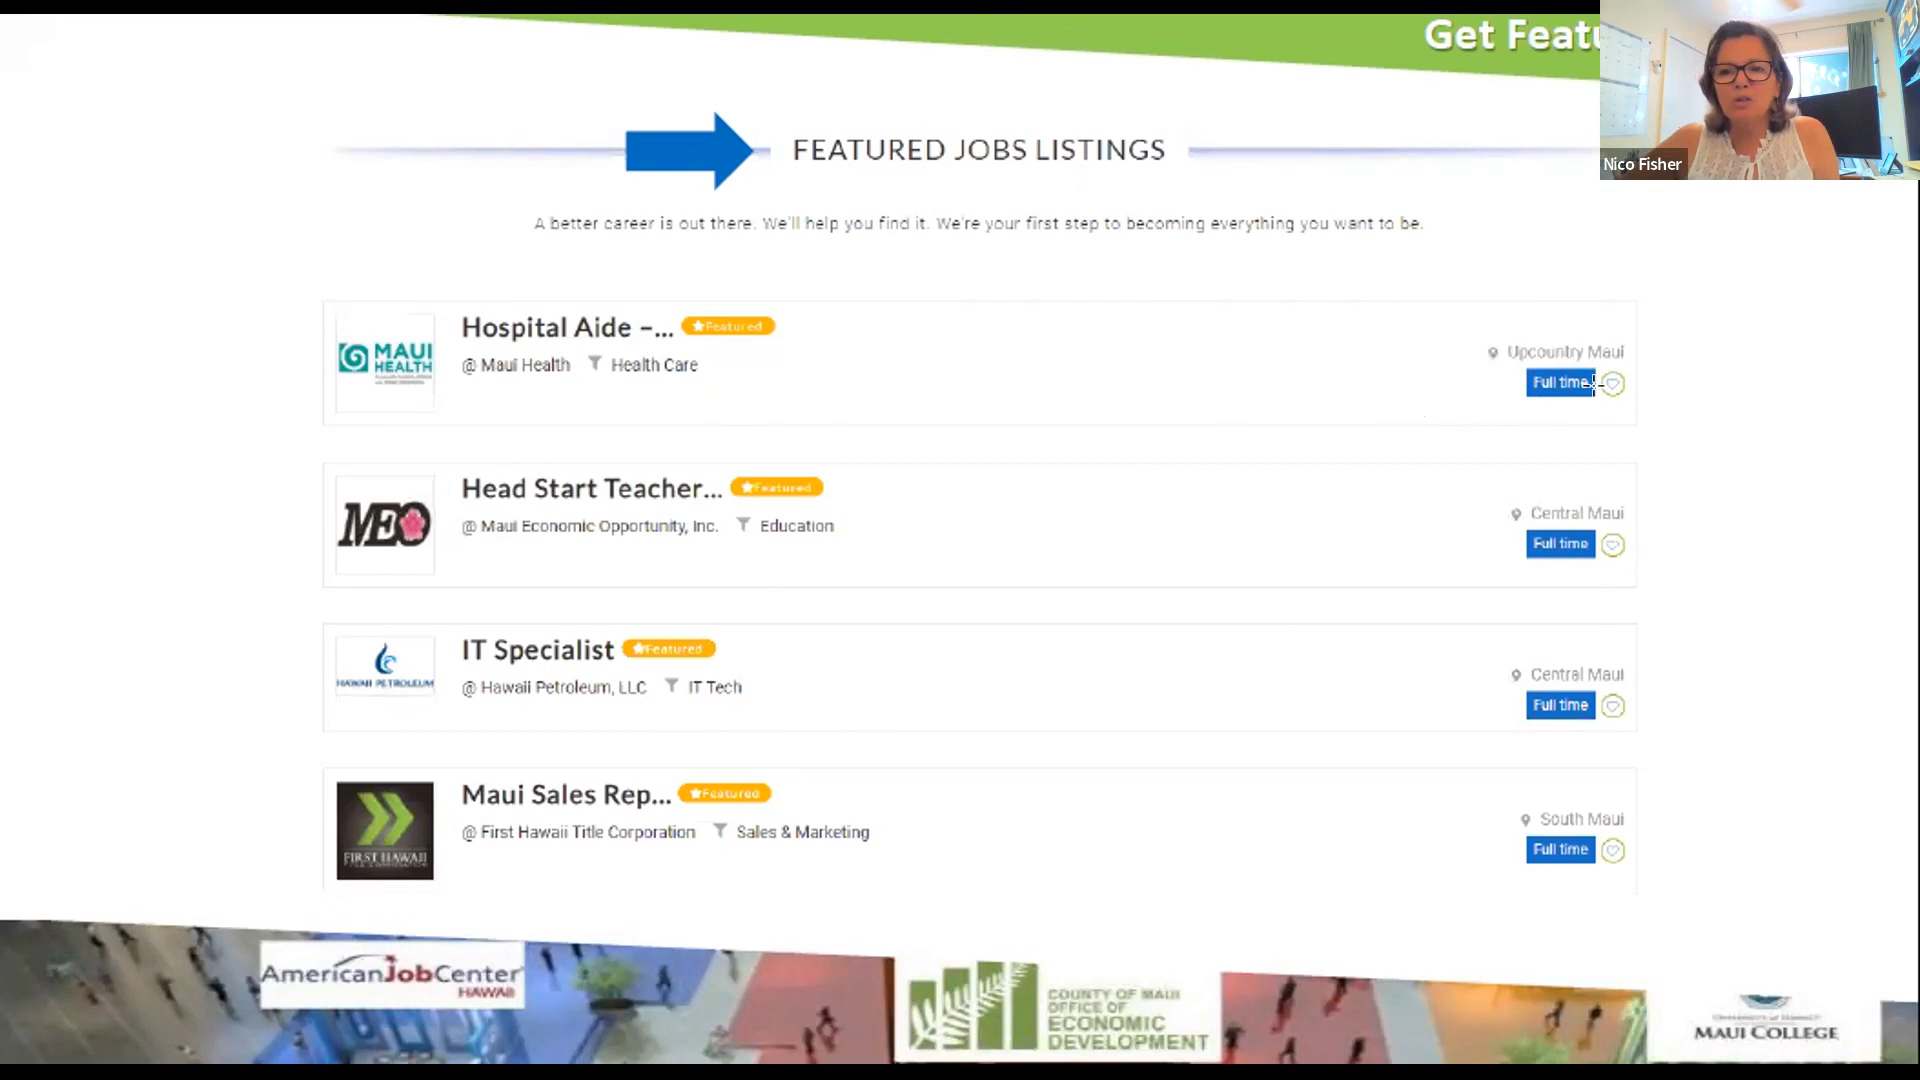 Get Featu
Nico Fisher
FEATURED JOBS LISTINGS
A better career is out there. We'll help you find it. We're your first step to becoming everything you want to be.
MAUI
HEALTH
Hospital Aide –... Featured
@ Maui Health Health Care
Upcountry Maui
Full time
MEO
Head Start Teacher... Featured
@ Maui Economic Opportunity, Inc. Education
Central Maui
Full time
HAWAII PETROLEUM
IT Specialist Featured
@ Hawaii Petroleum, LLC IT Tech
Central Maui
Full time
FIRST HAWAII
TITLE CORPORATION
Maui Sales Rep... Featured
@ First Hawaii Title Corporation Sales & Marketing
South Maui
Full time
AmericanJobCenter
HAWAII
COUNTY OF MAUI
OFFICE OF
ECONOMIC
DEVELOPMENT
MAUI COLLEGE